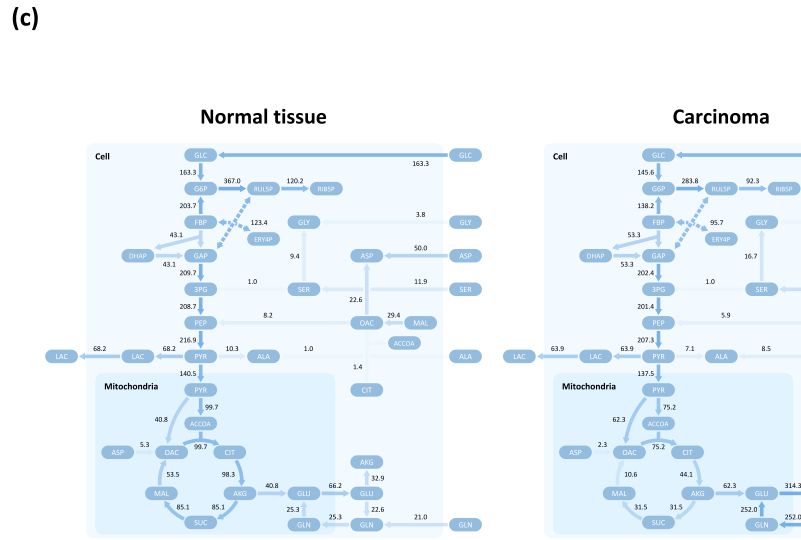 (c)
Normal tissue
Carcinoma
Cell
GLC
GLC
163.3
163.3
G6P
367.0
RUL5P
120.2
RIB5P
203.7
FBP
123.4
ERY4P
GLY
3.8
GLY
43.1
DHAP
43.1
GAP
9.4
ASP
50.0
ASP
209.7
3PG
1.0
SER
11.9
SER
208.7
22.6
8.2
PEP
OAC
29.4
MAL
216.9
ACCOA
LAC
68.2
LAC
68.2
PYR
10.3
ALA
1.0
ALA
140.5
1.4
CIT
Mitochondria
PYR
40.8
99.7
ACCOA
ASP
5.3
OAC
99.7
CIT
53.5
98.3
AKG
32.9
MAL
AKG
40.8
GLU
66.2
GLU
85.1
85.1
25.3
22.6
SUC
GLN
25.3
GLN
21.0
GLN
Cell
GLC
145.6
G6P
283.8
RUL5P
92.3
RIB5P
138.2
FBP
95.7
ERY4P
GLY
53.3
DHAP
53.3
GAP
16.7
202.4
3PG
1.0
SER
201.4
PEP
5.9
207.3
LAC
63.9
LAC
63.9
PYR
7.1
ALA
8.5
137.5
Mitochondria
PYR
62.3
75.2
ACCOA
ASP
2.3
OAC
75.2
CIT
10.6
44.1
MAL
AKG
62.3
GLU
314.3
31.5
31.5
252.0
SUC
GLN
252.0